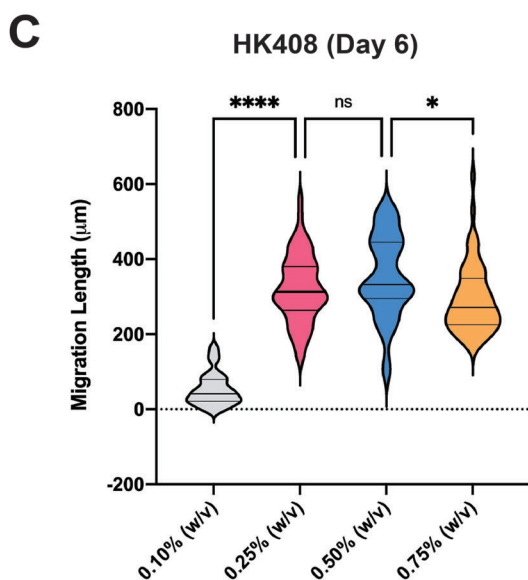 C
HK408 (Day 6)
Migration Length (μm)
800
600
400
200
0
-200
****
ns
*
0.10% (w/v)
0.25% (w/v)
0.50% (w/v)
0.75% (w/v)